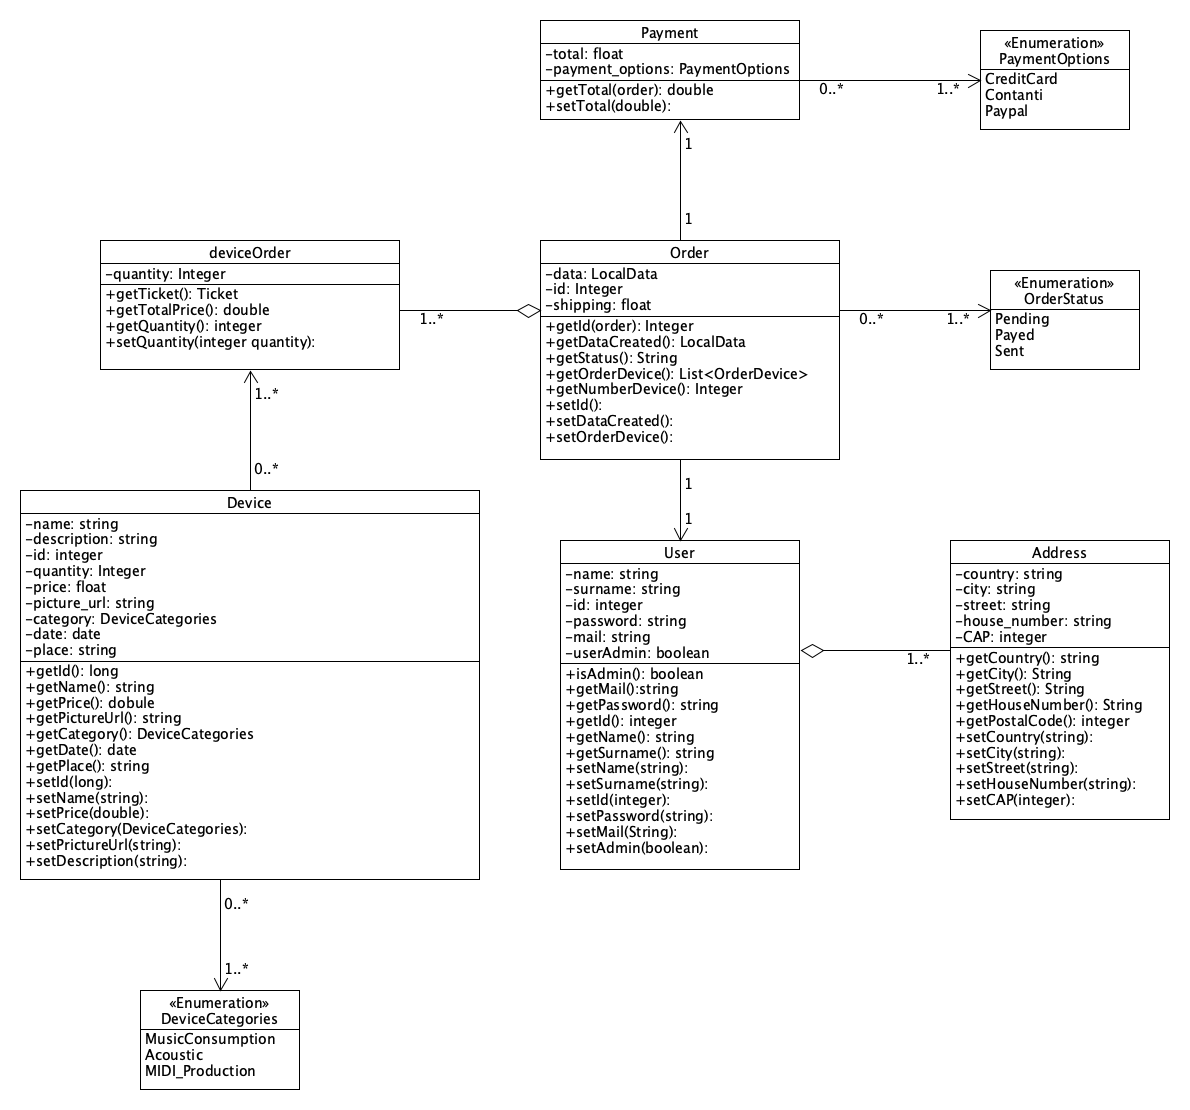 Payment
-total: float
-payment_options: PaymentOptions
+getTotal(order): double
+setTotal(double):
0..*
1..*
«Enumeration»
PaymentOptions
CreditCard
Contanti
Paypal
1
1
deviceOrder
-quantity: Integer
+getTicket(): Ticket
+getTotalPrice(): double
+getQuantity(): integer
+setQuantity(integer quantity):
1..*
Order
-data: LocalData
-id: Integer
-shipping: float
+getId(order): Integer
+getDataCreated(): LocalData
+getStatus(): String
+getOrderDevice(): List<OrderDevice>
+getNumberDevice(): Integer
+setId():
+setDataCreated():
+setOrderDevice():
0..*
1..*
«Enumeration»
OrderStatus
Pending
Payed
Sent
1..*
0..*
1
1
Device
-name: string
-description: string
-id: integer
-quantity: Integer
-price: float
-picture_url: string
-category: DeviceCategories
-date: date
-place: string
+getId(): long
+getName(): string
+getPrice(): dobule
+getPictureUrl(): string
+getCategory(): DeviceCategories
+getDate(): date
+getPlace(): string
+setId(long):
+setName(string):
+setPrice(double):
+setCategory(DeviceCategories):
+setPrictureUrl(string):
+setDescription(string):
User
-name: string
-surname: string
-id: integer
-password: string
-mail: string
-userAdmin: boolean
+isAdmin(): boolean
+getMail():string
+getPassword(): string
+getId(): integer
+getName(): string
+getSurname(): string
+setName(string):
+setSurname(string):
+setId(integer):
+setPassword(string):
+setMail(String):
+setAdmin(boolean):
1..*
Address
-country: string
-city: string
-street: string
-house_number: string
-CAP: integer
+getCountry(): string
+getCity(): String
+getStreet(): String
+getHouseNumber(): String
+getPostalCode(): integer
+setCountry(string):
+setCity(string):
+setStreet(string):
+setHouseNumber(string):
+setCAP(integer):
0..*
1..*
«Enumeration»
DeviceCategories
MusicConsumption
Acoustic
MIDI_Production